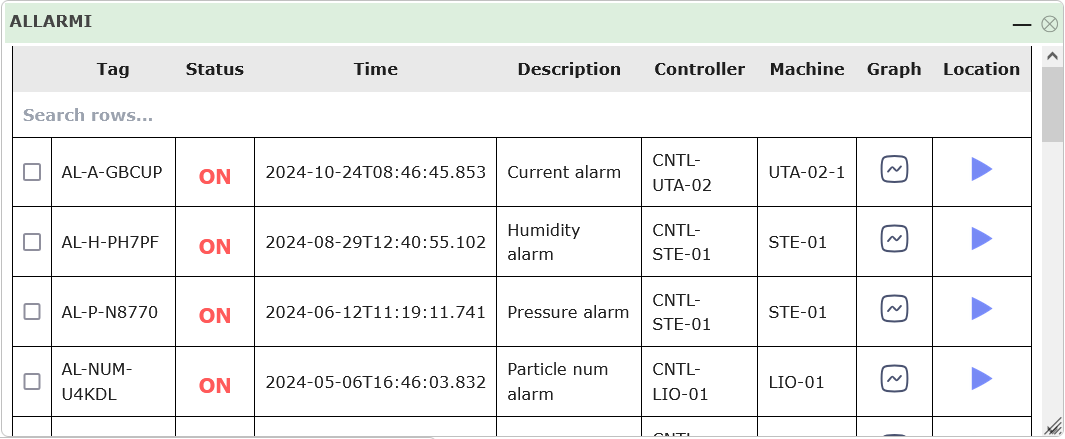 ALLARMI
Tag Status Time Description Controller Machine Graph Location
Search rows...
AL-A-GBCUP ON 2024-10-24T08:46:45.853 Current alarm CNTL-
UTA-02 UTA-02-1
AL-H-PH7PF ON 2024-08-29T12:40:55.102 Humidity
alarm CNTL-
STE-01 STE-01
AL-P-N8770 ON 2024-06-12T11:19:11.741 Pressure alarm CNTL-
STE-01 STE-01
AL-NUM-
U4KDL ON 2024-05-06T16:46:03.832 Particle num
alarm CNTL-
LIO-01 LIO-01